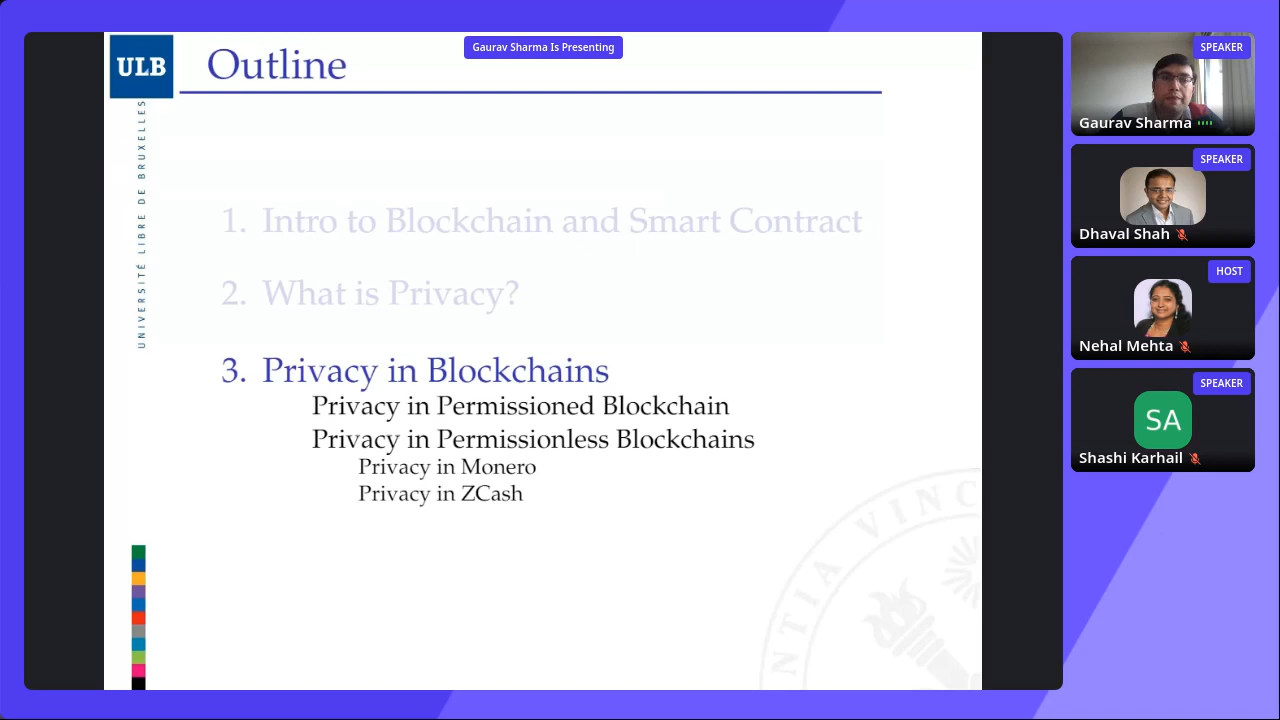 Gaurav Sharma Is Presenting
ULB
Outline
UNIVERSITÉ LIBRE DE BRUXELLES
1. Intro to Blockchain and Smart Contract
2. What is Privacy?
3. Privacy in Blockchains
Privacy in Permissioned Blockchain
Privacy in Permissionless Blockchains
Privacy in Monero
Privacy in ZCash
NTIA VINC
SPEAKER
Gaurav Sharma
SPEAKER
Dhaval Shah
HOST
Nehal Mehta
SPEAKER
SA
Shashi Karhail